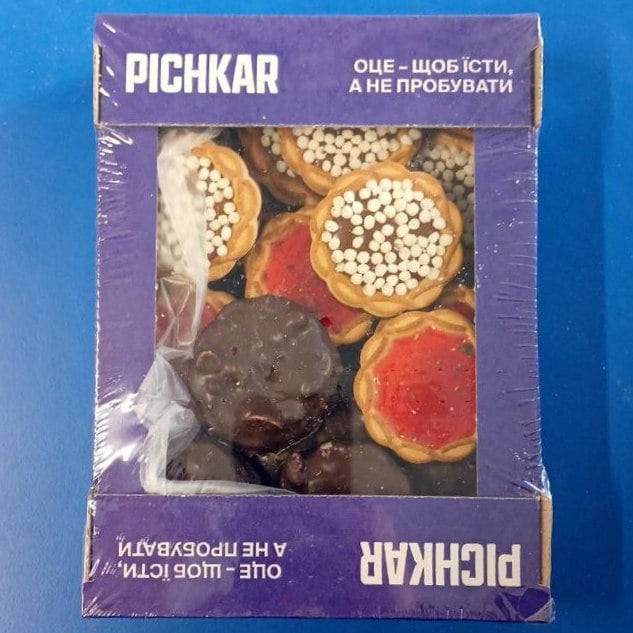 PICHKAR
ОЦЕ – ЩОБ ЇСТИ,
А НЕ ПРОБУВАТИ
PICHKAR
ОЦЕ – ЩОБ ЇСТИ,
А НЕ ПРОБУВАТИ